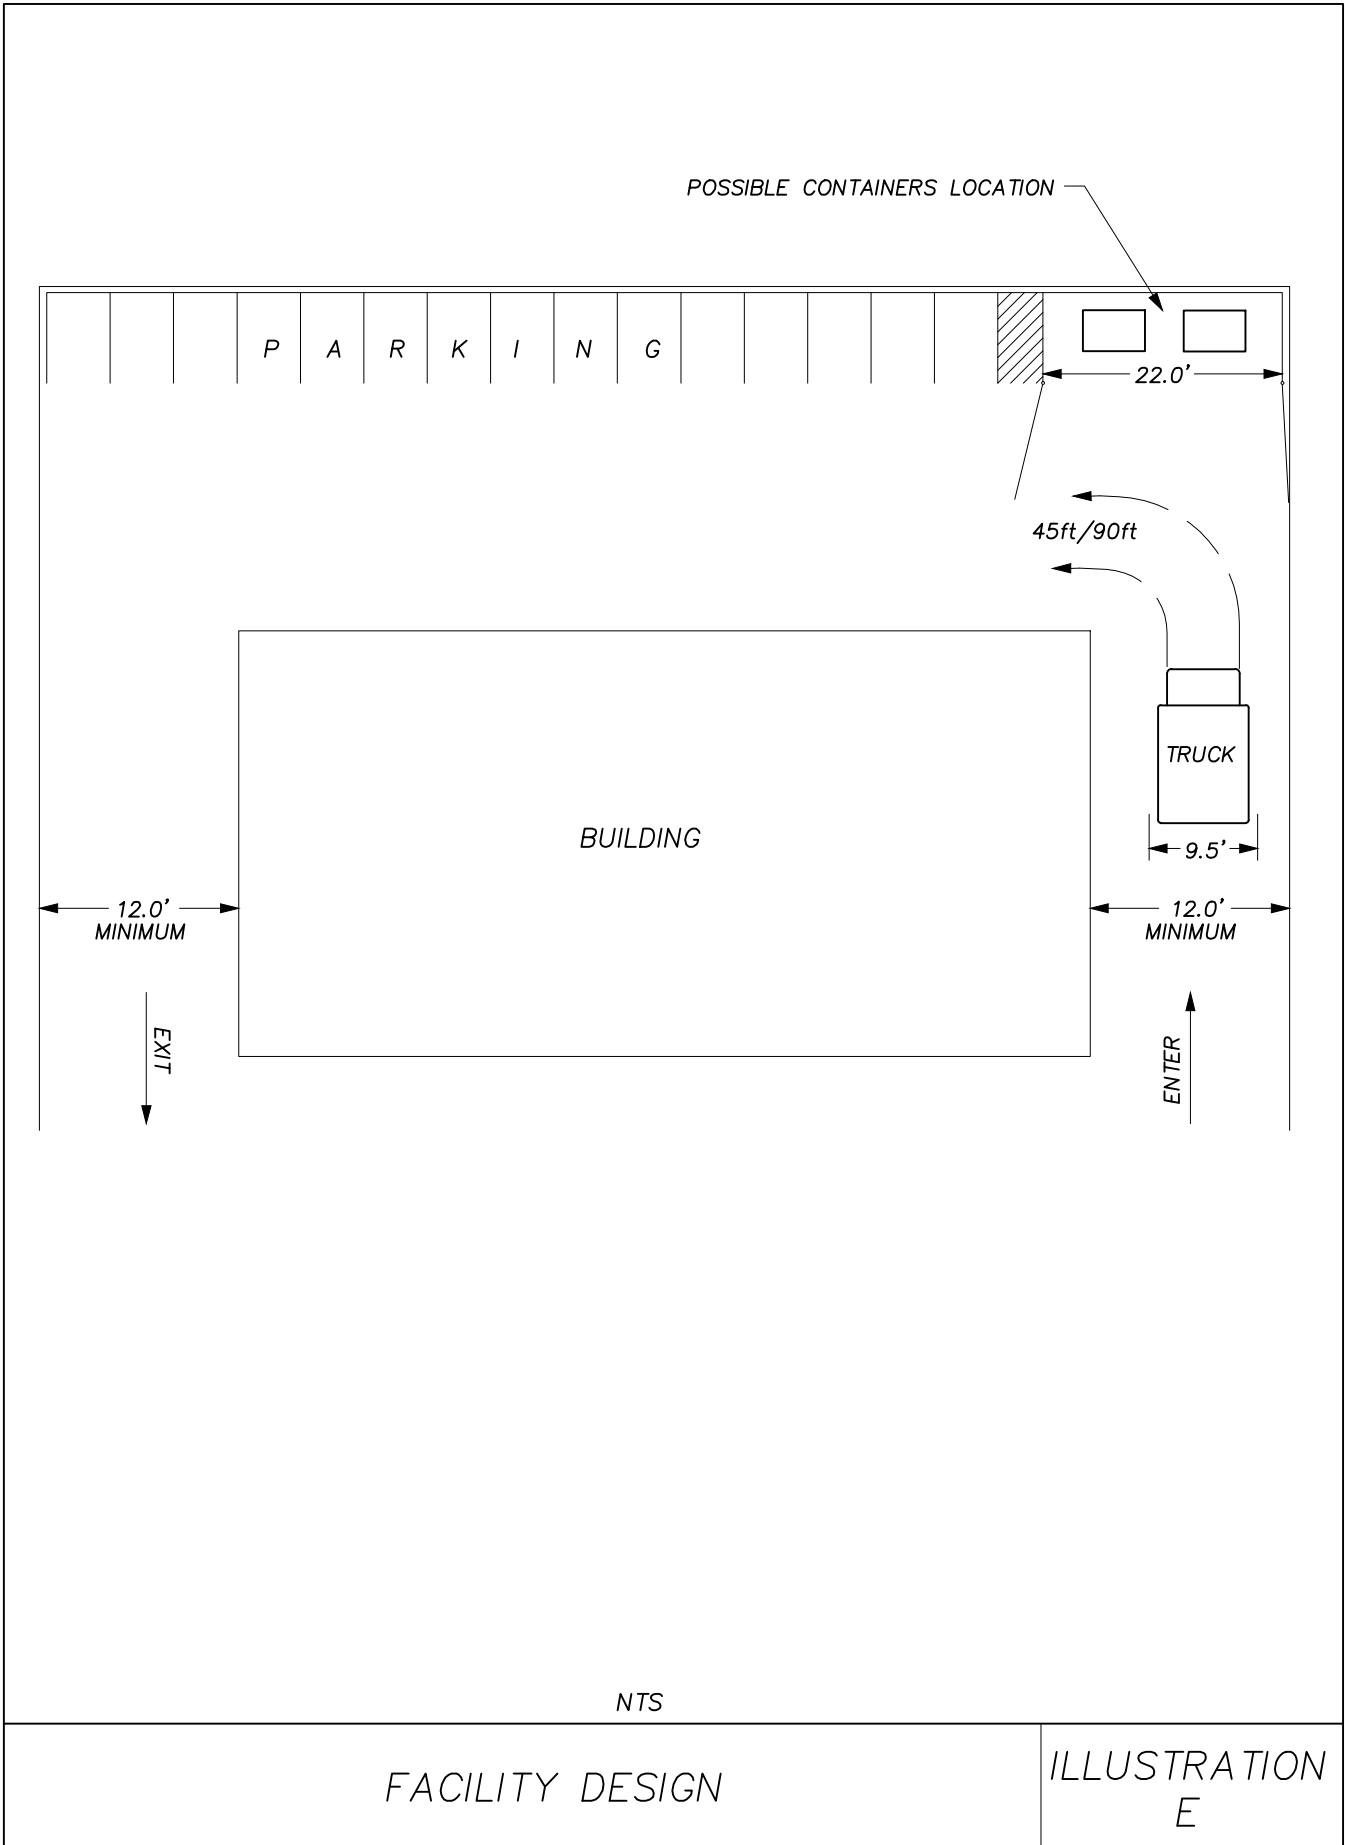 POSSIBLE CONTAINERS LOCATION
P A R K I N G
22.0'
45ft/90ft
TRUCK
BUILDING
9.5'
12.0'
MINIMUM
12.0'
MINIMUM
EXIT
ENTER
NTS
FACILITY DESIGN
ILLUSTRATION
E